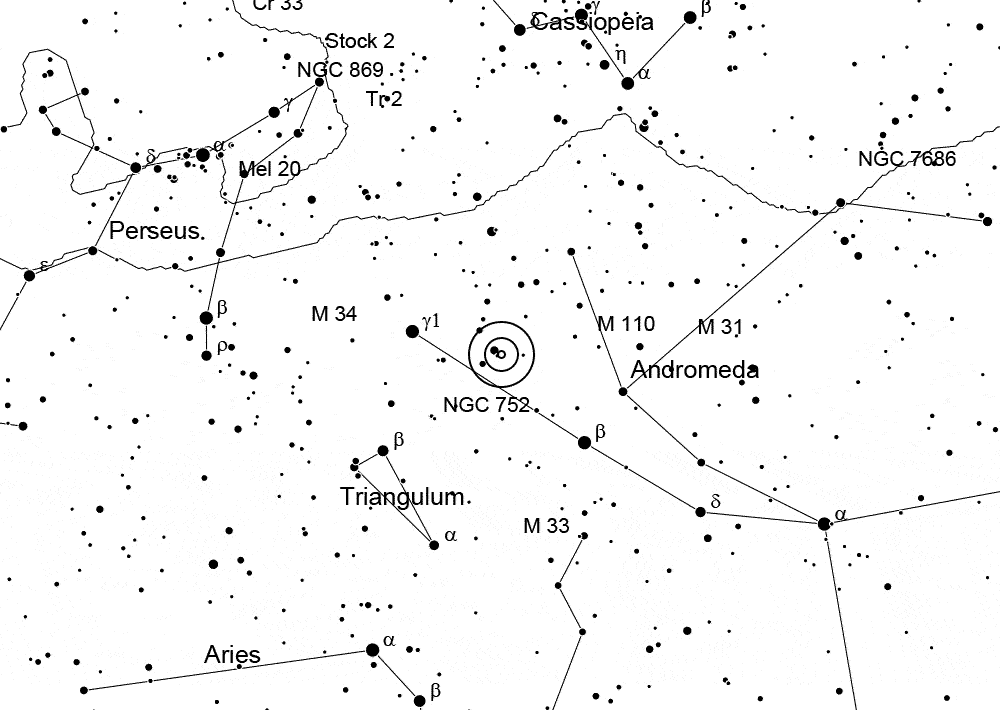 Cr 33
γ
β
δ
Cassiopeia
Stock 2
η
α
NGC 869
Tr 2
γ
α
δ
NGC 7686
Mel 20
Perseus
ε
β
M 34
γ1
M 110
M 31
ρ
Andromeda
NGC 752
β
β
Triangulum
δ
α
M 33
α
α
Aries
β